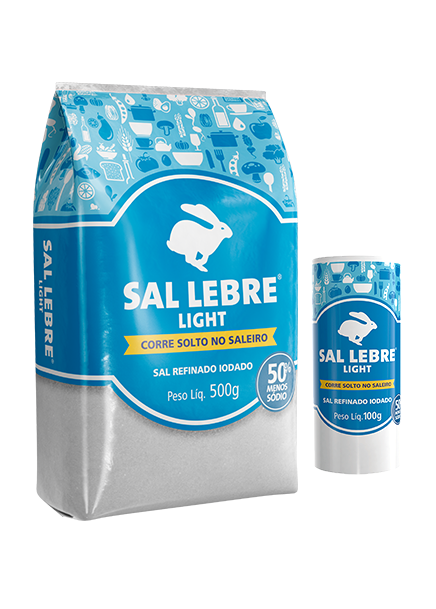 SAL LEBRE®
LIGHT
CORRE SOLTO NO SALEIRO
SAL REFINADO IODADO
Peso Líq. 500g
50%
MENOS
SÓDIO
SAL LEBRE
LIGHT
SAL LEBRE®
LIGHT
CORRE SOLTO NO SALEIRO
SAL REFINADO IODADO
Peso Líq. 100g